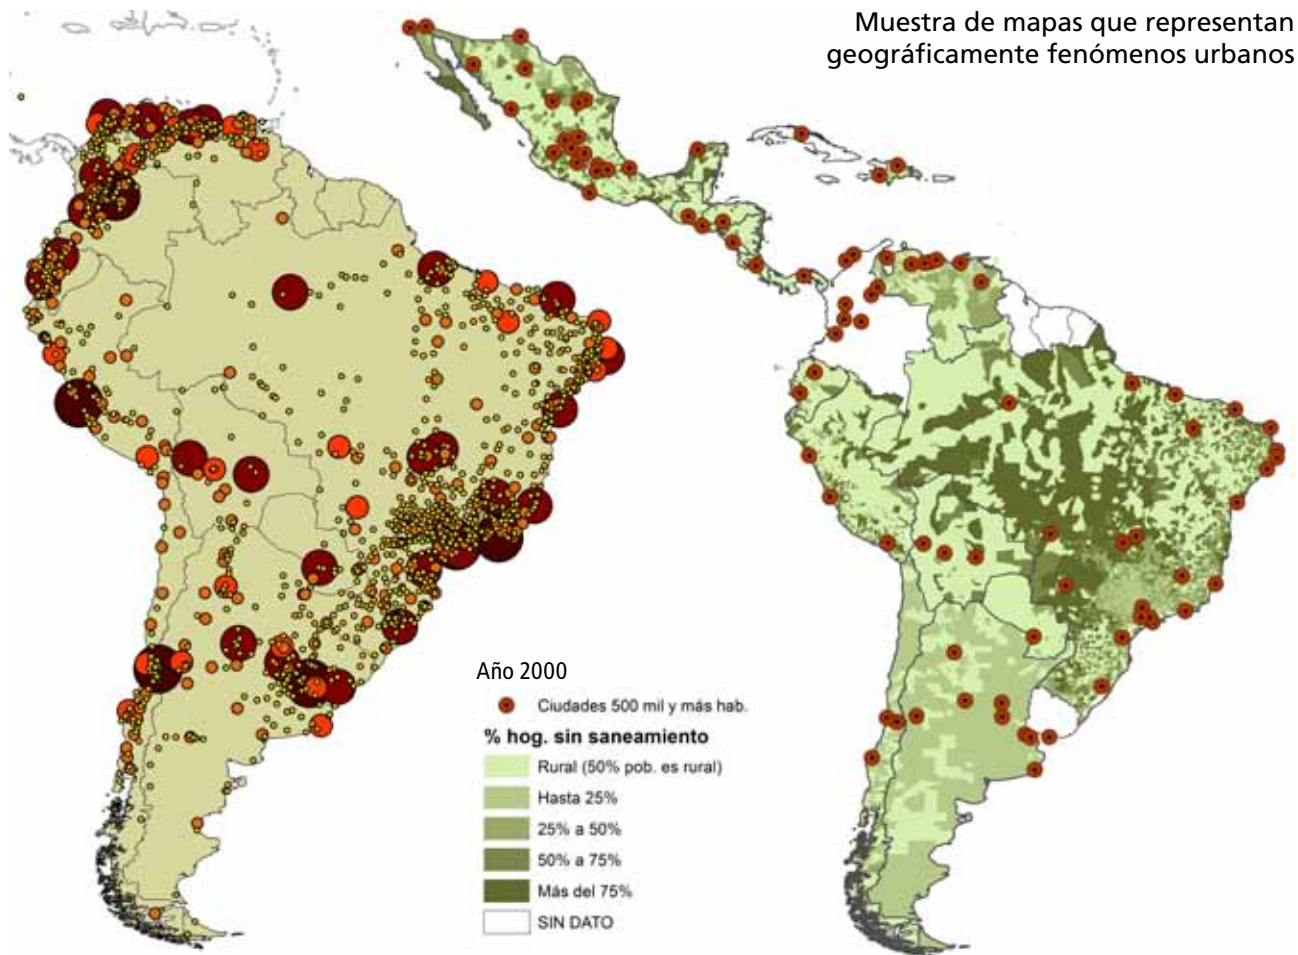 Muestra de mapas que representan
geográficamente fenómenos urbanos
Año 2000
Ciudades 500 mil y más hab.
% hog. sin saneamiento
Rural (50% pob. es rural)
Hasta 25%
25% a 50%
50% a 75%
Más del 75%
SIN DATO